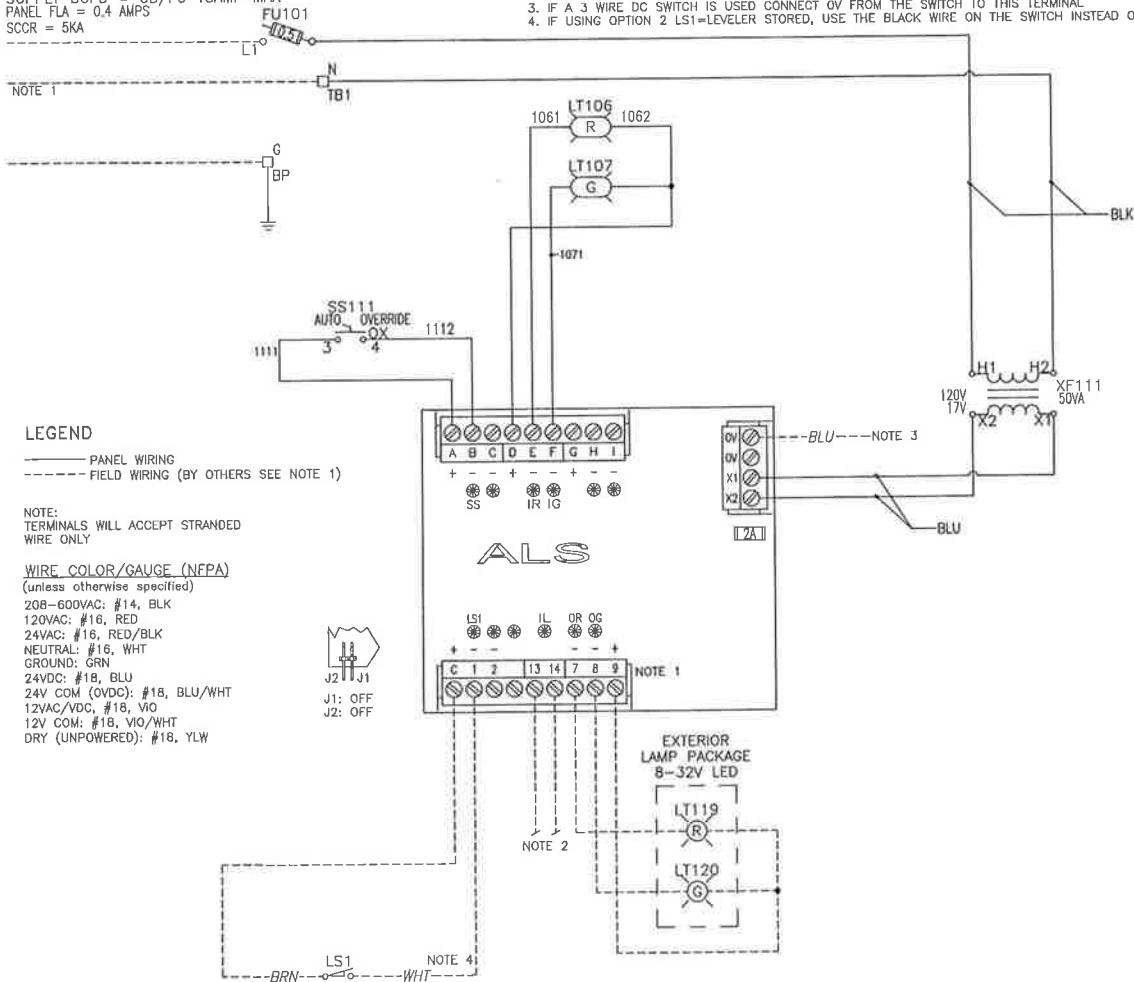 PANEL FLA = 0.4 AMPS
SCCR = 5KA
3. IF A 3 WIRE DC SWITCH IS USED CONNECT 0V FROM THE SWITCH TO THIS TERMINAL
4. IF USING OPTION 2 LS1=LEVELER STORED, USE THE BLACK WIRE ON THE SWITCH INSTEAD O
FU101
0.5
L1
N
NOTE 1
TB1
G
BP
LT106
1061 R 1062
LT107
G
1071
BLK
SS111
AUTO OVERRIDE
OX
1112
1111
3 4
H1 H2
XF111
50VA
120V
17V
X2 X1
LEGEND
PANEL WIRING
FIELD WIRING (BY OTHERS SEE NOTE 1)
NOTE:
TERMINALS WILL ACCEPT STRANDED
WIRE ONLY
WIRE COLOR/GAUGE (NFPA)
(unless otherwise specified)
208-600VAC: #14, BLK
120VAC: #16, RED
24VAC: #16, RED/BLK
NEUTRAL: #16, WHT
GROUND: GRN
24VDC: #18, BLU
24V COM (0VDC): #18, BLU/WHT
12VAC/VDC, #18, VIO
12V COM: #18, VIO/WHT
DRY (UNPOWERED): #18, YLW
A B C D E F G H I
+ - - + - - + - -
SS IR IG
0V
0V
X1
X2
BLU NOTE 3
2A
BLU
ALS
LS1 IL OR OG
+ - - - - +
C 1 2 13 14 7 8 9
NOTE 1
J2 J1
J1: OFF
J2: OFF
EXTERIOR
LAMP PACKAGE
8-32V LED
LT119
R
LT120
G
NOTE 2
LS1
NOTE 4
BRN WHT